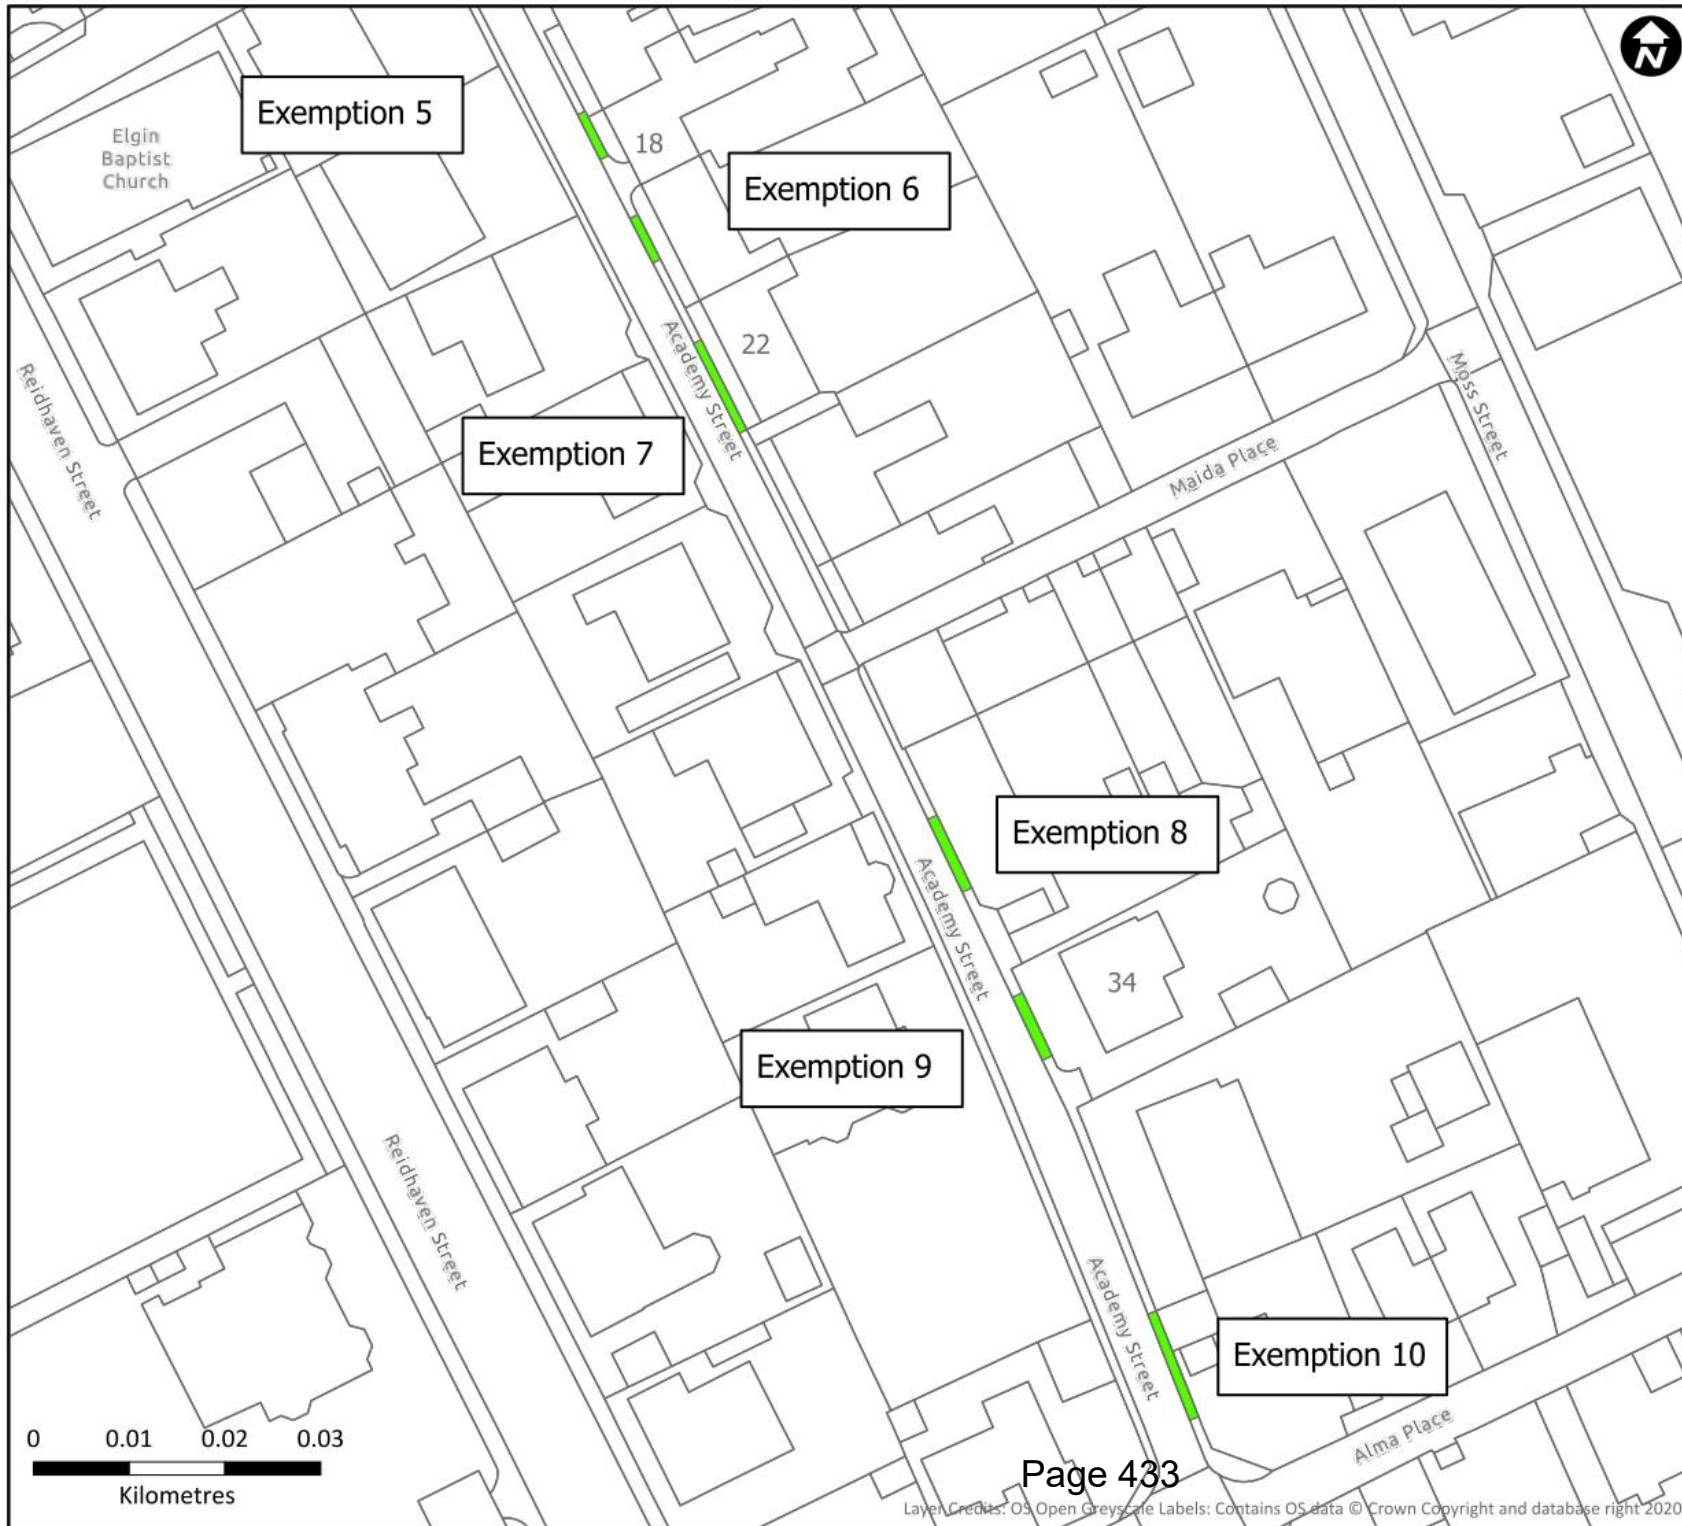 N
Exemption 5
Elgin
Baptist
Church
18
Exemption 6
22
Academy Street
Reidhaven Street
Moss Street
Exemption 7
Maida Place
Exemption 8
Academy Street
34
Exemption 9
Reidhaven Street
Academy Street
Exemption 10
Alma Place
0 0.01 0.02 0.03
Kilometres
Page 433
Layer Credits: OS Open Greyscale Labels: Contains OS data © Crown Copyright and database right 2020